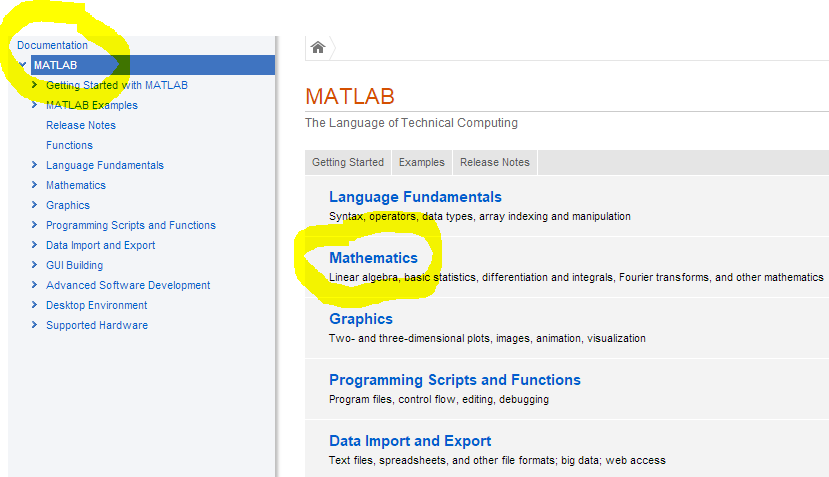 Documentation
MATLAB
Getting Started with MATLAB
MATLAB Examples
Release Notes
Functions
Language Fundamentals
Mathematics
Graphics
Programming Scripts and Functions
Data Import and Export
GUI Building
Advanced Software Development
Desktop Environment
Supported Hardware
MATLAB
The Language of Technical Computing
Getting Started Examples Release Notes
Language Fundamentals
Syntax, operators, data types, array indexing and manipulation
Mathematics
Linear algebra, basic statistics, differentiation and integrals, Fourier transforms, and other mathematics
Graphics
Two- and three-dimensional plots, images, animation, visualization
Programming Scripts and Functions
Program files, control flow, editing, debugging
Data Import and Export
Text files, spreadsheets, and other file formats; big data; web access